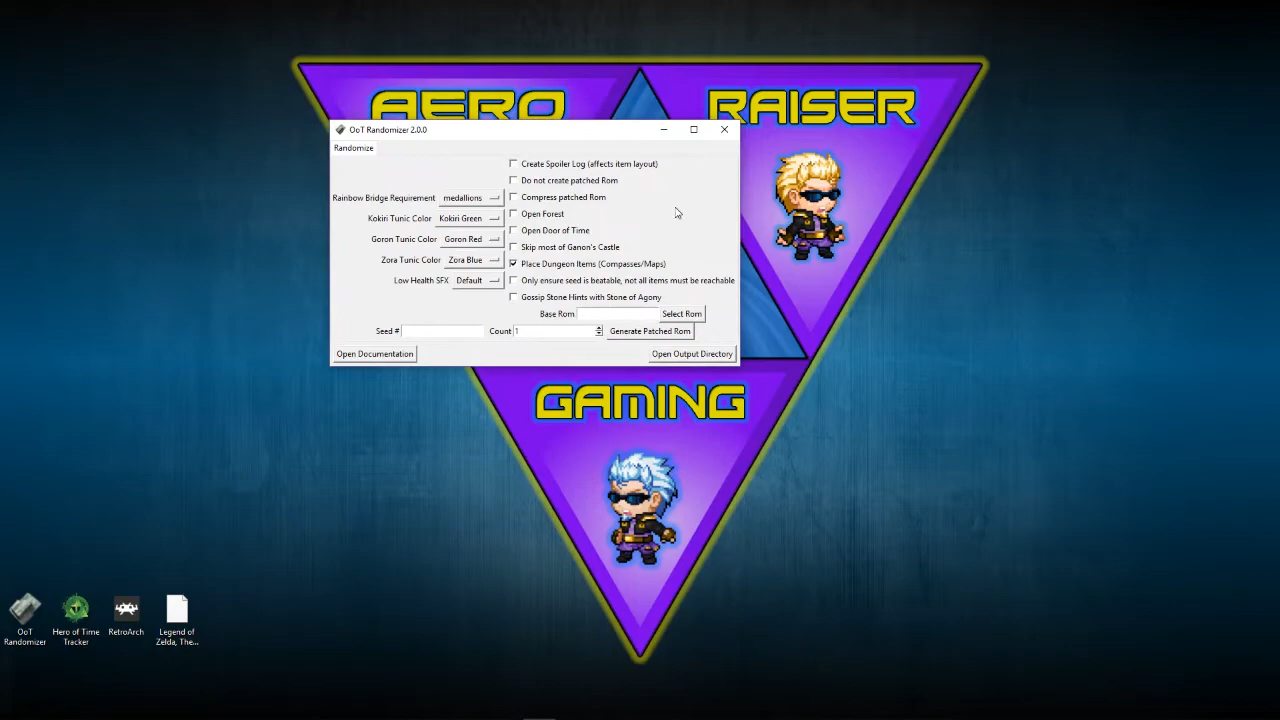 AERO
RAISER
OoT Randomizer 2.0.0
Randomize
Create Spoiler Log (affects item layout)
Do not create patched Rom
Rainbow Bridge Requirement medallions
Compress patched Rom
Kokiri Tunic Color Kokiri Green
Open Forest
Open Door of Time
Goron Tunic Color Goron Red
Skip most of Ganon's Castle
Zora Tunic Color Zora Blue
Place Dungeon Items (Compasses/Maps)
Low Health SFX Default
Only ensure seed is beatable, not all items must be reachable
Gossip Stone Hints with Stone of Agony
Base Rom Select Rom
Seed # Count 1 Generate Patched Rom
Open Documentation Open Output Directory
GAMING
OoT Randomizer
Hero of Time Tracker
RetroArch
Legend of Zelda, The...